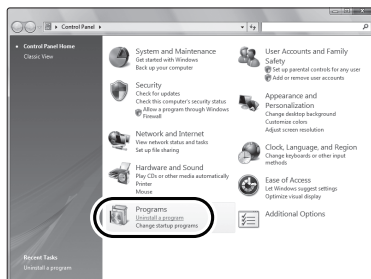 Control Panel
Control Panel Home
Classic View
System and Maintenance
Get started with Windows
Back up your computer
Security
Check for updates
Check this computer's security status
Allow a program through Windows
Firewall
Network and Internet
View network status and tasks
Set up file sharing
Hardware and Sound
Play CDs or other media automatically
Printer
Mouse
Programs
Uninstall a program
Change startup programs
User Accounts and Family
Safety
Set up parental controls for any user
Add or remove user accounts
Appearance and
Personalization
Change desktop background
Customize colors
Adjust screen resolution
Clock, Language, and Region
Change keyboards or other input
methods
Ease of Access
Let Windows suggest settings
Optimize visual display
Additional Options
Recent Tasks
Uninstall a program